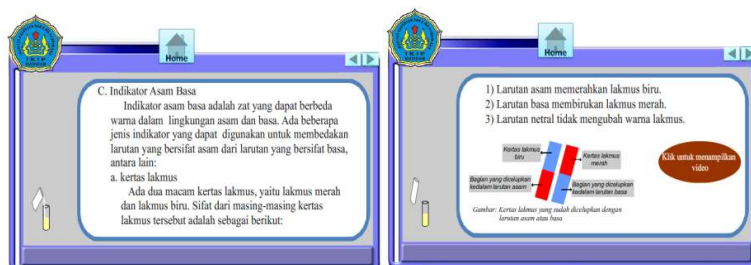 Home
C. Indikator Asam Basa
Indikator asam basa adalah zat yang dapat berbeda
warna dalam lingkungan asam dan basa. Ada beberapa
jenis indikator yang dapat digunakan untuk membedakan
larutan yang bersifat asam dari larutan yang bersifat basa,
antara lain:
a. kertas lakmus
Ada dua macam kertas lakmus, yaitu lakmus merah
dan lakmus biru. Sifat dari masing-masing kertas
lakmus tersebut adalah sebagai berikut:
Home
1) Larutan asam memerahkan lakmus biru.
2) Larutan basa membirukan lakmus merah.
3) Larutan netral tidak mengubah warna lakmus.
Kertas lakmus
biru
Kertas lakmus
merah
Bagian yang dicelupkan
kedalam larutan asam
Bagian yang dicelupkan
kedalam larutan basa
Gambar: Kertas lakmus yang sudah dicelupkan dengan
larutan asam atau basa
Klik untuk menampilkan
video